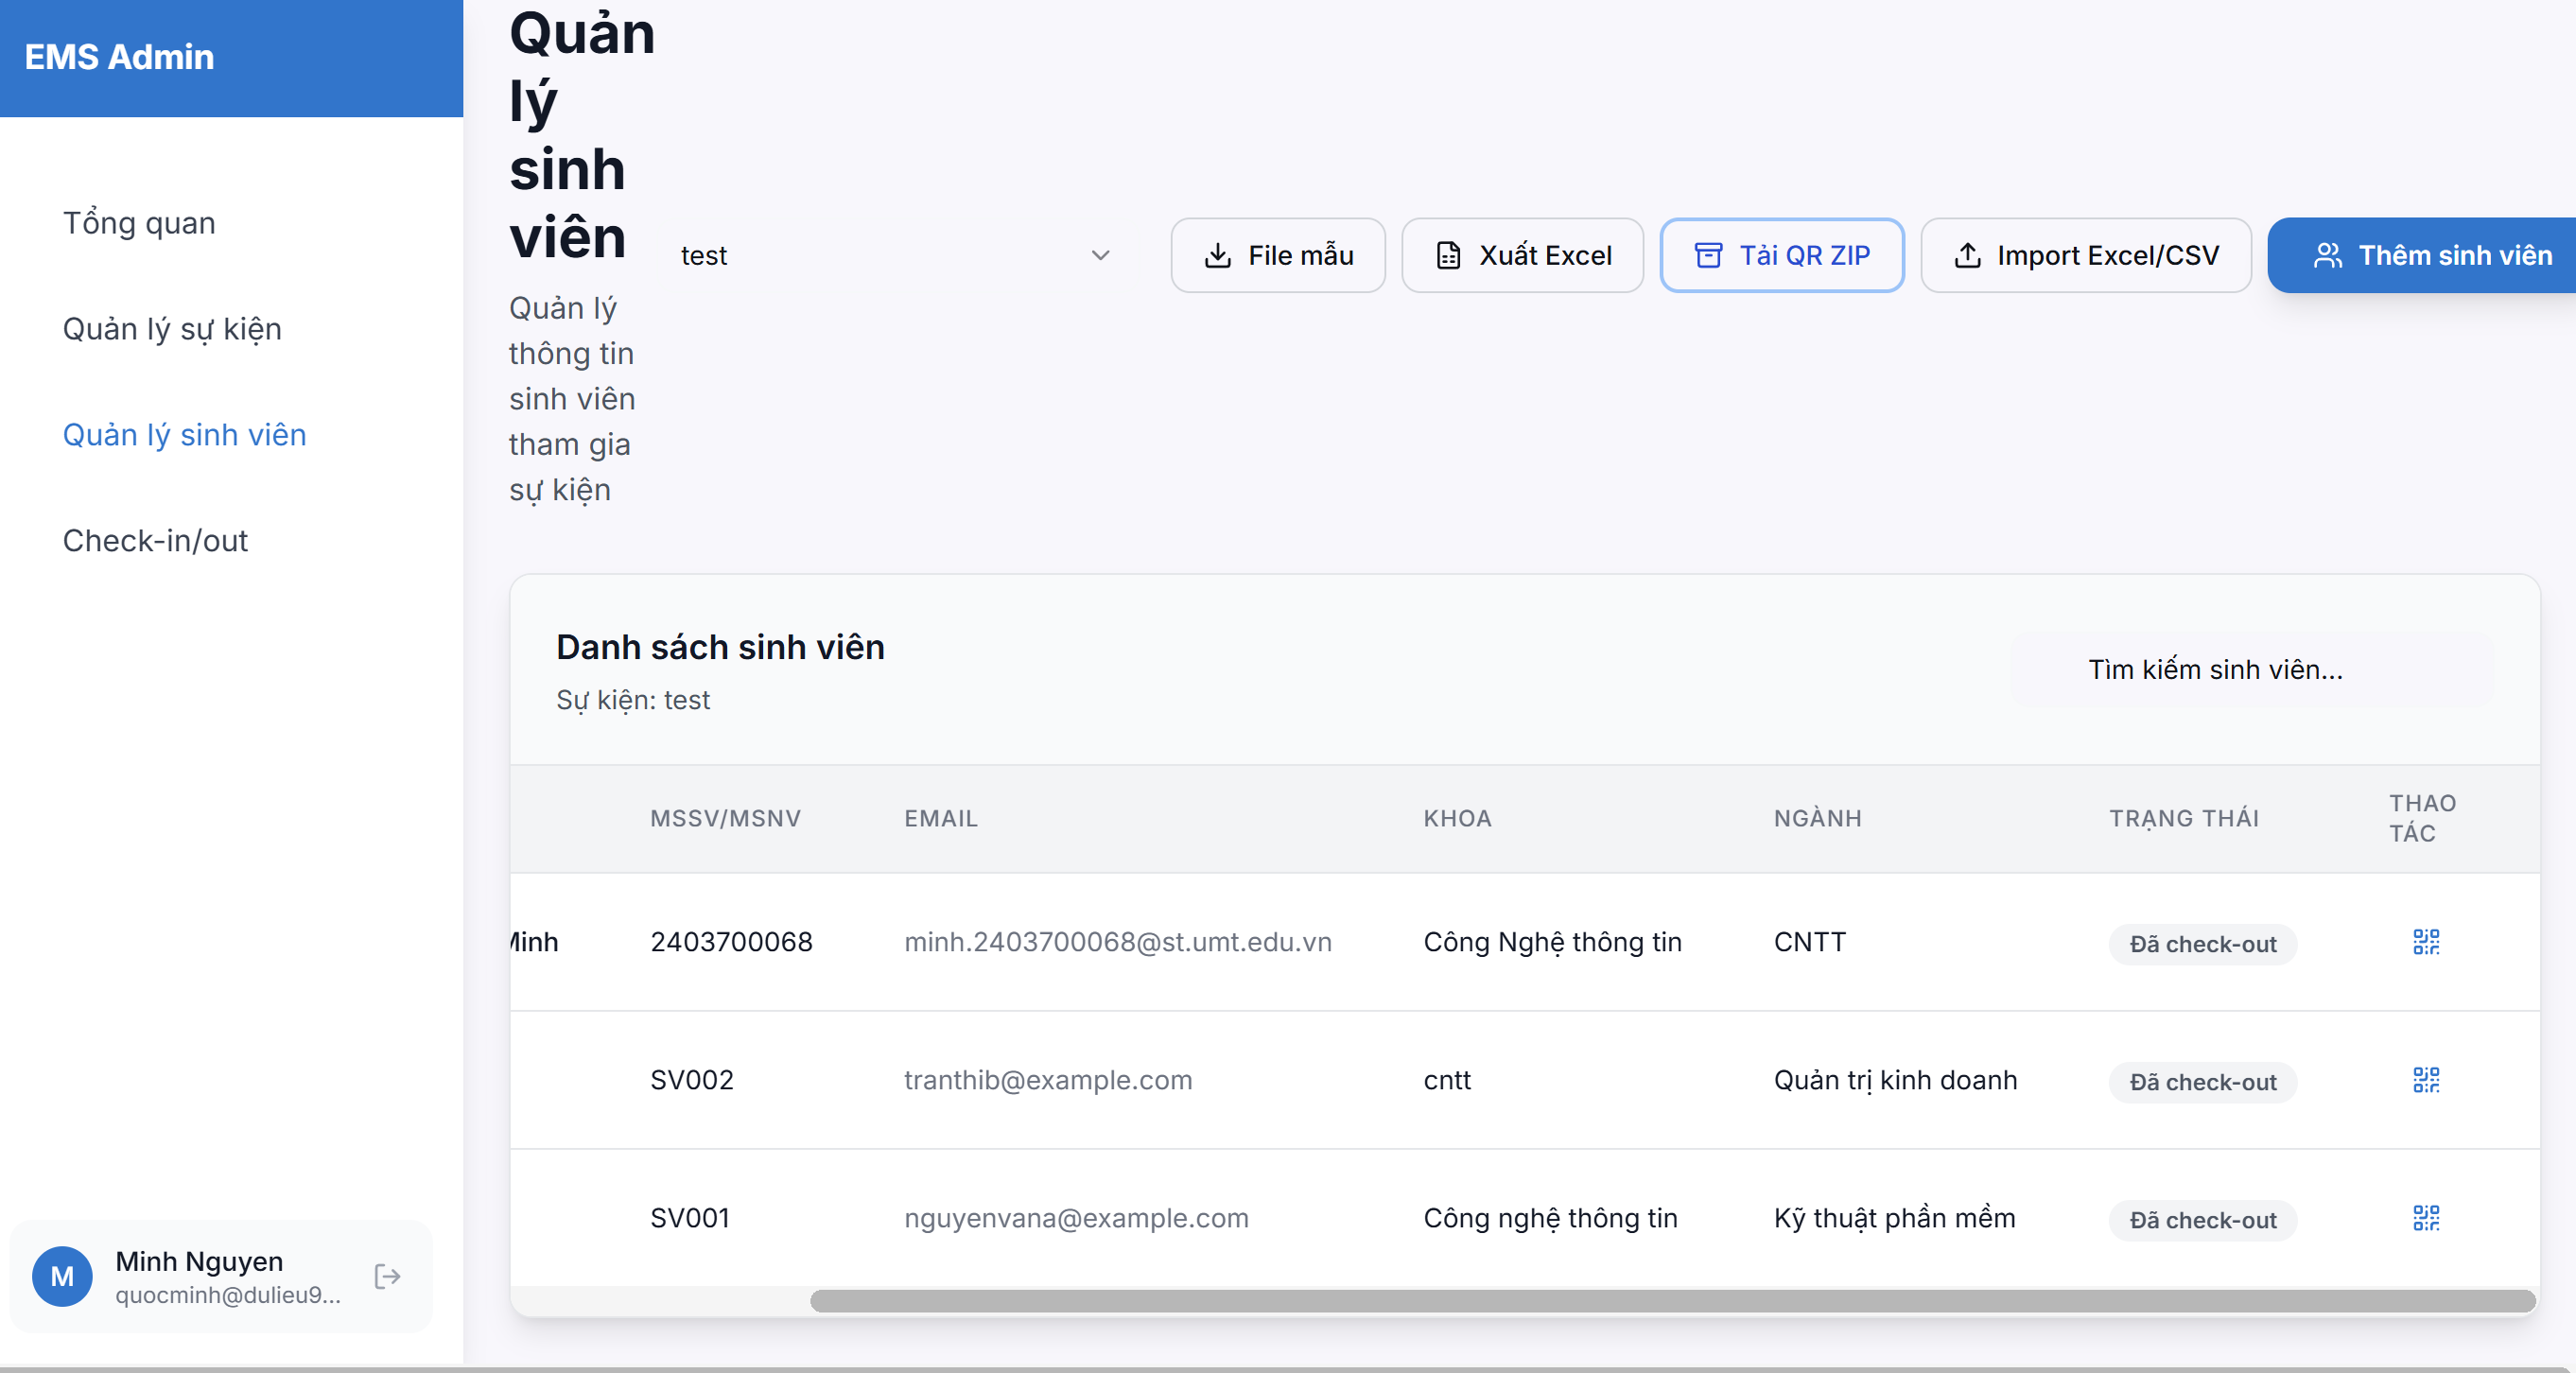 EMS Admin
Tổng quan
Quản lý sự kiện
Quản lý sinh viên
Check-in/out
M
Minh Nguyen
quocminh@dulieu9...
Quản
lý
sinh
viên
Quản lý
thông tin
sinh viên
tham gia
sự kiện
test
File mẫu
Xuất Excel
Tải QR ZIP
Import Excel/CSV
Thêm sinh viên
Danh sách sinh viên
Sự kiện: test
Tìm kiếm sinh viên...
MSSV/MSNV EMAIL KHOA NGÀNH TRẠNG THÁI THAO
TÁC
Minh 2403700068 minh.2403700068@st.umt.edu.vn Công Nghệ thông tin CNTT Đã check-out
SV002 tranthib@example.com cntt Quản trị kinh doanh Đã check-out
SV001 nguyenvana@example.com Công nghệ thông tin Kỹ thuật phần mềm Đã check-out